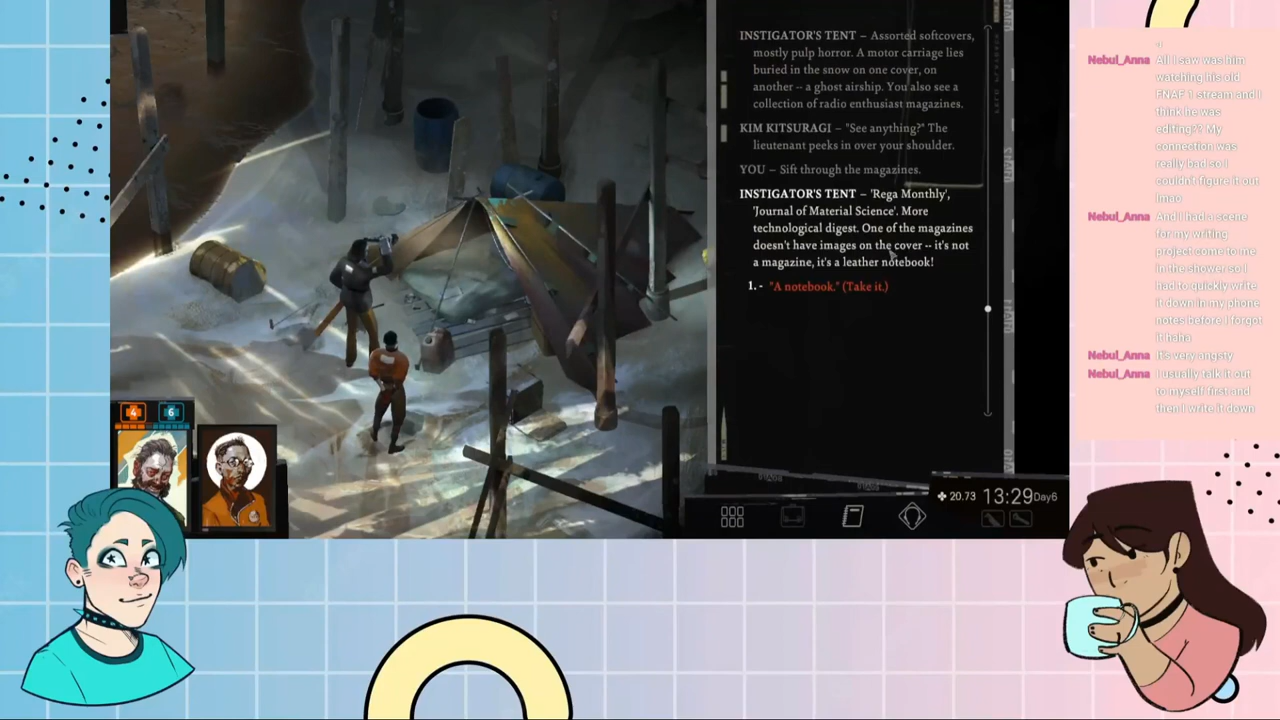 INSTIGATOR'S TENT – Assorted softcovers,
mostly pulp horror. A motor carriage lies
buried in the snow on one cover, on
another -- a ghost airship. You also see a
collection of radio enthusiast magazines.
KIM KITSURAGI – "See anything?" The
lieutenant peeks in over your shoulder.
YOU – Sift through the magazines.
INSTIGATOR'S TENT – 'Rega Monthly',
'Journal of Material Science'. More
technological digest. One of the magazines
doesn't have images on the cover -- it's not
a magazine, it's a leather notebook!
1. - "A notebook." (Take it.)
4 6
20.73 13:29 Day6
Nebul_Anna All I saw was him
watching his old
FNAF 1 stream and I
think he was
editing?? My
connection was
really bad so I
couldn't figure it out
lmao
Nebul_Anna And I had a scene
for my writing
project come to me
in the shower so I
had to quickly write
it down in my phone
notes before I forgot
it haha
Nebul_Anna It's very angsty
Nebul_Anna I usually talk it out
to myself first and
then I write it down